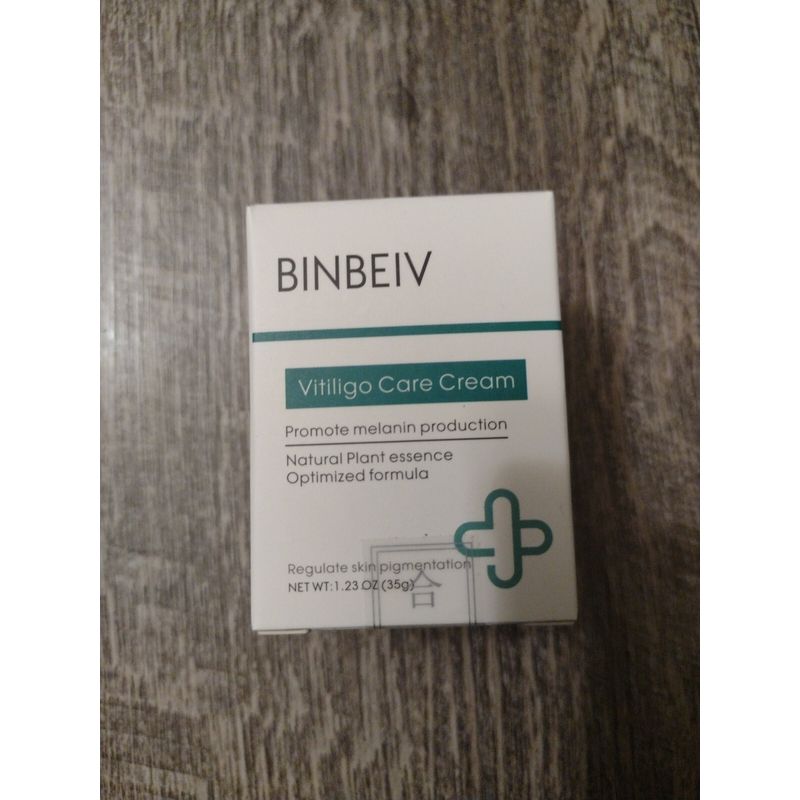 BINBEIV
Vitiligo Care Cream
Promote melanin production
Natural Plant essence
Optimized formula
Regulate skin pigmentation
NET WT:1.23 OZ (35g)
合